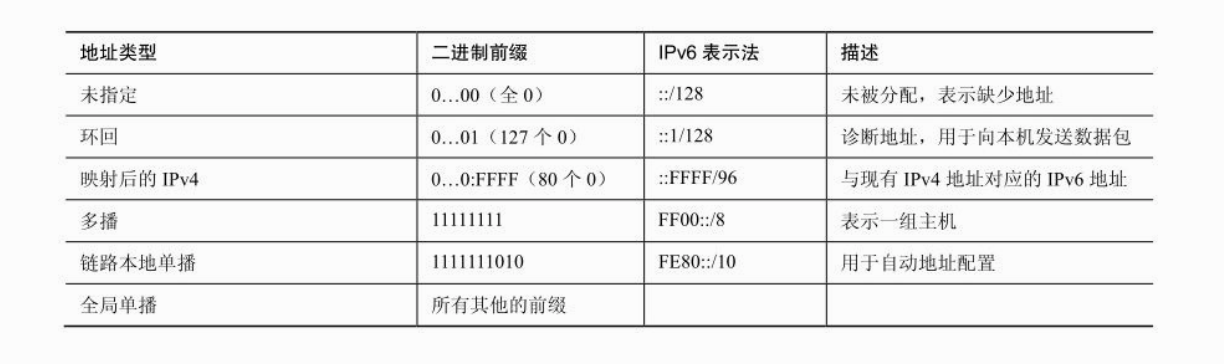 地址类型 二进制前缀 IPv6 表示法 描述
未指定 0…00（全 0） ::/128 未被分配，表示缺少地址
环回 0…01（127 个 0） ::1/128 诊断地址，用于向本机发送数据包
映射后的 IPv4 0…0:FFFF（80 个 0） ::FFFF/96 与现有 IPv4 地址对应的 IPv6 地址
多播 11111111 FF00::/8 表示一组主机
链路本地单播 1111111010 FE80::/10 用于自动地址配置
全局单播 所有其他的前缀